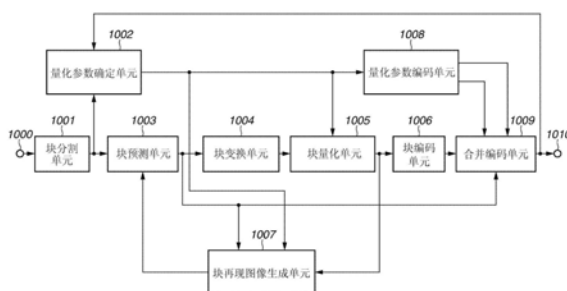 1002
量化参数确定单元
1008
量化参数编码单元
1000
1001
块分割
单元
1003
块预测单元
1004
块变换单元
1005
块量化单元
1006
块编码
单元
1009
合并编码单元
1010
1007
块再现图像生成单元